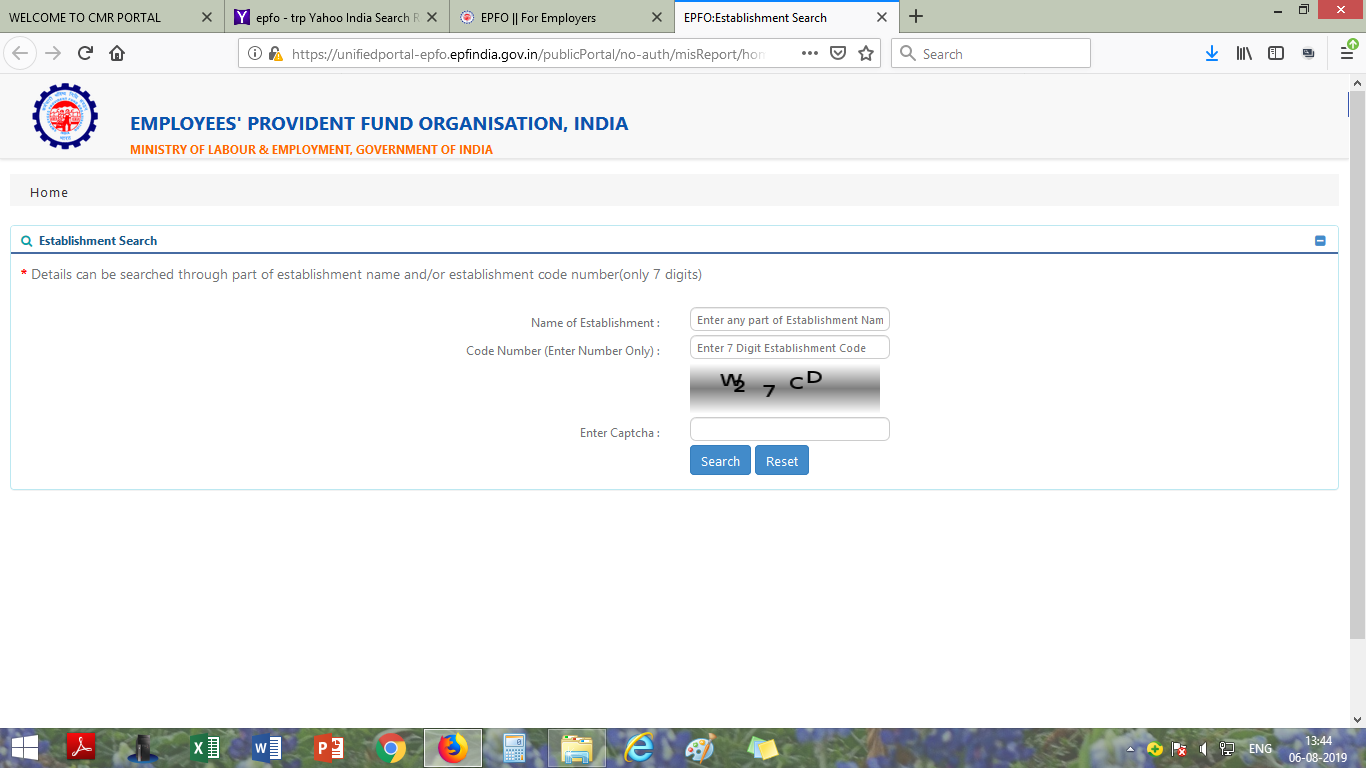 WELCOME TO CMR PORTAL
epfo - trp Yahoo India Search R
EPFO || For Employers
EPFO:Establishment Search
https://unifiedportal-epfo.epfindia.gov.in/publicPortal/no-auth/misReport/hom
Search
EMPLOYEES' PROVIDENT FUND ORGANISATION, INDIA
MINISTRY OF LABOUR & EMPLOYMENT, GOVERNMENT OF INDIA
Home
Establishment Search
* Details can be searched through part of establishment name and/or establishment code number(only 7 digits)
Name of Establishment :
Enter any part of Establishment Nam
Code Number (Enter Number Only) :
Enter 7 Digit Establishment Code
W2 7 CD
Enter Captcha :
Search Reset
ENG
13:44
06-08-2019